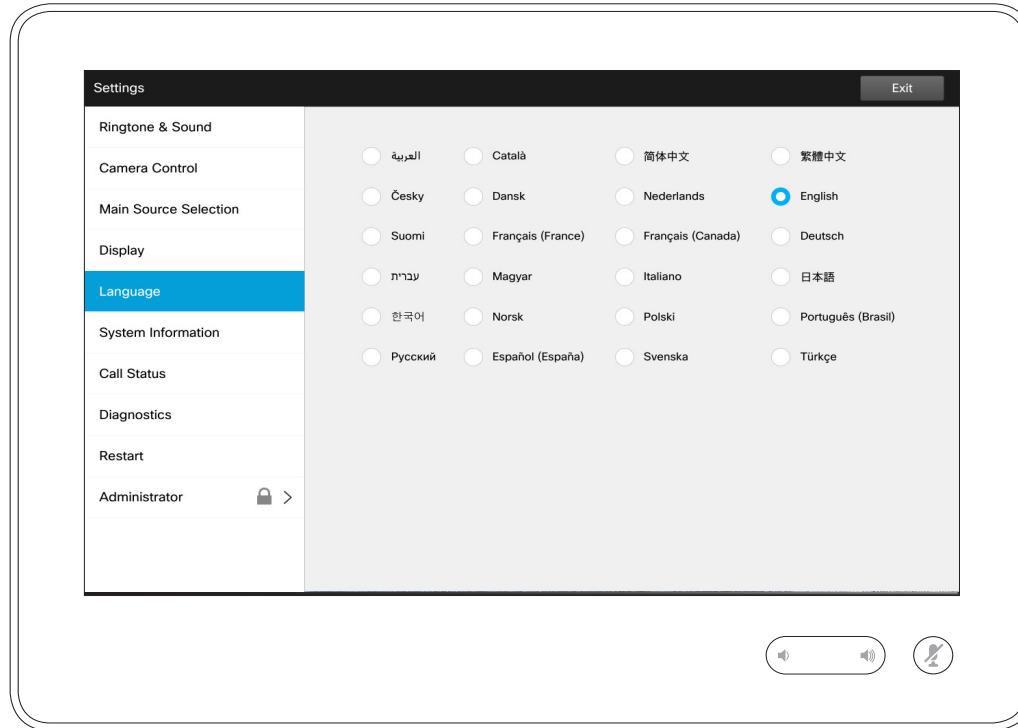 Settings
Exit
Ringtone & Sound
Camera Control
Main Source Selection
Display
Language
System Information
Call Status
Diagnostics
Restart
Administrator
العربية Català 简体中文 繁體中文
Česky Dansk Nederlands English
Suomi Français (France) Français (Canada) Deutsch
עברית Magyar Italiano 日本語
한국어 Norsk Polski Português (Brasil)
Русский Español (España) Svenska Türkçe